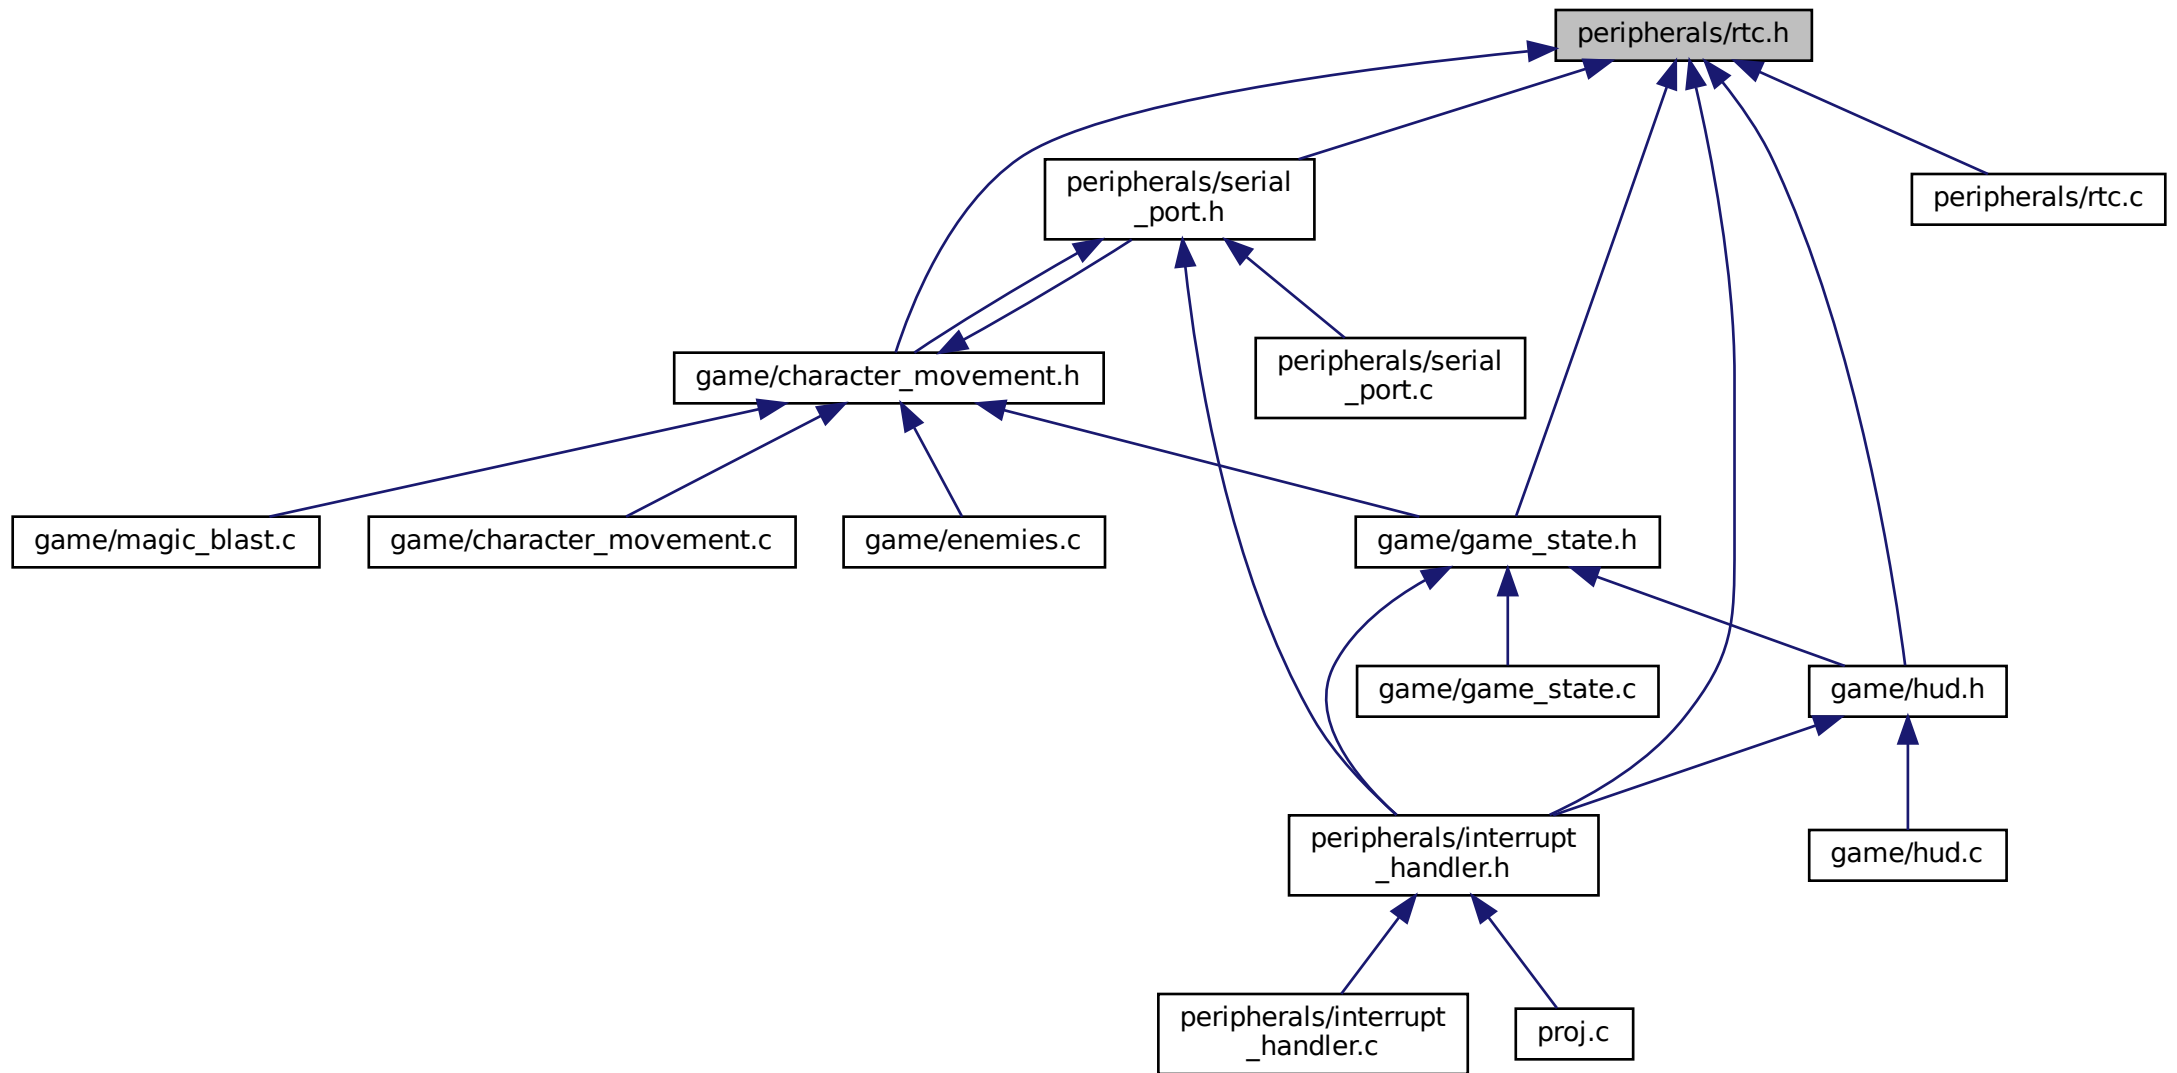 peripherals/rtc.h
peripherals/serial
_port.h
peripherals/rtc.c
game/character_movement.h
peripherals/serial
_port.c
game/magic_blast.c
game/character_movement.c
game/enemies.c
game/game_state.h
game/game_state.c
game/hud.h
peripherals/interrupt
_handler.h
game/hud.c
peripherals/interrupt
_handler.c
proj.c